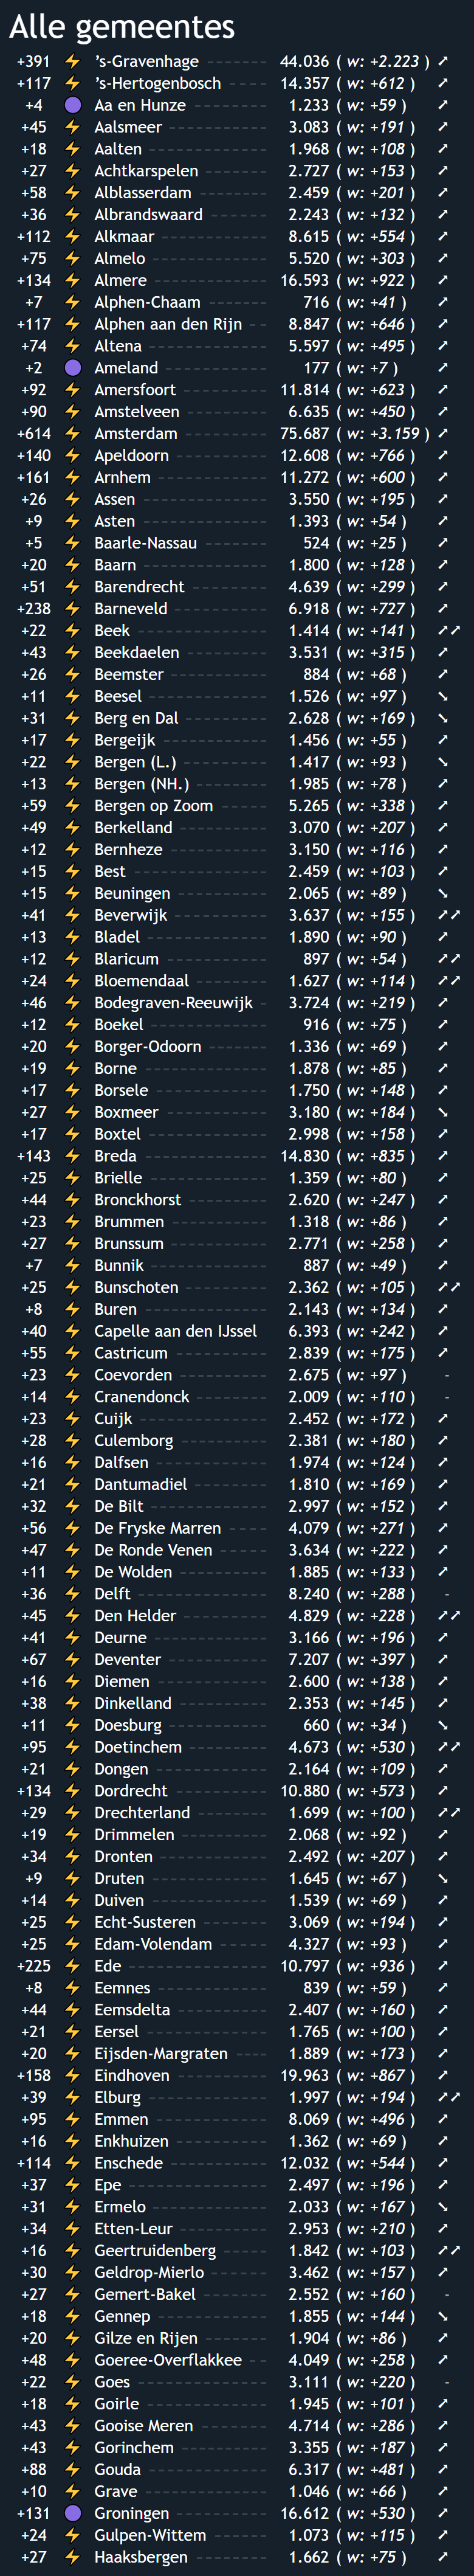 Alle gemeentes
+391 ⚡ 's-Gravenhage 44.036 ( w: +2.223 ) ➚
+117 ⚡ 's-Hertogenbosch 14.357 ( w: +612 ) ➚
+4 Aa en Hunze 1.233 ( w: +59 ) ➚
+45 ⚡ Aalsmeer 3.083 ( w: +191 ) ➚
+18 ⚡ Aalten 1.968 ( w: +108 ) ➚
+27 ⚡ Achtkarspelen 2.727 ( w: +153 ) ➚
+58 ⚡ Alblasserdam 2.459 ( w: +201 ) ➚
+36 ⚡ Albrandswaard 2.243 ( w: +132 ) ➚
+112 ⚡ Alkmaar 8.615 ( w: +554 ) ➚
+75 ⚡ Almelo 5.520 ( w: +303 ) ➚
+134 ⚡ Almere 16.593 ( w: +922 ) ➚
+7 ⚡ Alphen-Chaam 716 ( w: +41 ) ➚
+117 ⚡ Alphen aan den Rijn 8.847 ( w: +646 ) ➚
+74 ⚡ Altena 5.597 ( w: +495 ) ➚
+2 Ameland 177 ( w: +7 ) ➚
+92 ⚡ Amersfoort 11.814 ( w: +623 ) ➚
+90 ⚡ Amstelveen 6.635 ( w: +450 ) ➚
+614 ⚡ Amsterdam 75.687 ( w: +3.159 ) ➚
+140 ⚡ Apeldoorn 12.608 ( w: +766 ) ➚
+161 ⚡ Arnhem 11.272 ( w: +600 ) ➚
+26 ⚡ Assen 3.550 ( w: +195 ) ➚
+9 ⚡ Asten 1.393 ( w: +54 ) ➚
+5 ⚡ Baarle-Nassau 524 ( w: +25 ) ➚
+20 ⚡ Baarn 1.800 ( w: +128 ) ➚
+51 ⚡ Barendrecht 4.639 ( w: +299 ) ➚
+238 ⚡ Barneveld 6.918 ( w: +727 ) ➚
+22 ⚡ Beek 1.414 ( w: +141 ) ➚➚
+43 ⚡ Beekdaelen 3.531 ( w: +315 ) ➚
+26 ⚡ Beemster 884 ( w: +68 ) ➚
+11 ⚡ Beesel 1.526 ( w: +97 ) ➘
+31 ⚡ Berg en Dal 2.628 ( w: +169 ) ➘
+17 ⚡ Bergeijk 1.456 ( w: +55 ) ➚
+22 ⚡ Bergen (L.) 1.417 ( w: +93 ) ➘
+13 ⚡ Bergen (NH.) 1.985 ( w: +78 ) ➚
+59 ⚡ Bergen op Zoom 5.265 ( w: +338 ) ➚
+49 ⚡ Berkelland 3.070 ( w: +207 ) ➚
+12 ⚡ Bernheze 3.150 ( w: +116 ) ➚
+15 ⚡ Best 2.459 ( w: +103 ) ➚
+15 ⚡ Beuningen 2.065 ( w: +89 ) ➘
+41 ⚡ Beverwijk 3.637 ( w: +155 ) ➚➚
+13 ⚡ Bladel 1.890 ( w: +90 ) ➚
+12 ⚡ Blaricum 897 ( w: +54 ) ➚➚
+24 ⚡ Bloemendaal 1.627 ( w: +114 ) ➚➚
+46 ⚡ Bodegraven-Reeuwijk 3.724 ( w: +219 ) ➚
+12 ⚡ Boekel 916 ( w: +75 ) ➚
+20 ⚡ Borger-Odoorn 1.336 ( w: +69 ) ➚
+19 ⚡ Borne 1.878 ( w: +85 ) ➚
+17 ⚡ Borsele 1.750 ( w: +148 ) ➚
+27 ⚡ Boxmeer 3.180 ( w: +184 ) ➘
+17 ⚡ Boxtel 2.998 ( w: +158 ) ➚
+143 ⚡ Breda 14.830 ( w: +835 ) ➚
+25 ⚡ Brielle 1.359 ( w: +80 ) ➚
+44 ⚡ Bronckhorst 2.620 ( w: +247 ) ➚
+23 ⚡ Brummen 1.318 ( w: +86 ) ➚
+27 ⚡ Brunssum 2.771 ( w: +258 ) ➚
+7 ⚡ Bunnik 887 ( w: +49 ) ➚
+25 ⚡ Bunschoten 2.362 ( w: +105 ) ➚➚
+8 ⚡ Buren 2.143 ( w: +134 ) ➚
+40 ⚡ Capelle aan den IJssel 6.393 ( w: +242 ) ➚
+55 ⚡ Castricum 2.839 ( w: +175 ) ➚
+23 ⚡ Coevorden 2.675 ( w: +97 ) -
+14 ⚡ Cranendonck 2.009 ( w: +110 ) -
+23 ⚡ Cuijk 2.452 ( w: +172 ) ➚
+28 ⚡ Culemborg 2.381 ( w: +180 ) ➚
+16 ⚡ Dalfsen 1.974 ( w: +124 ) ➚
+21 ⚡ Dantumadiel 1.810 ( w: +169 ) ➚
+32 ⚡ De Bilt 2.997 ( w: +152 ) ➚
+56 ⚡ De Fryske Marren 4.079 ( w: +271 ) ➚
+47 ⚡ De Ronde Venen 3.634 ( w: +222 ) ➚
+11 ⚡ De Wolden 1.885 ( w: +133 ) ➚
+36 ⚡ Delft 8.240 ( w: +288 ) -
+45 ⚡ Den Helder 4.829 ( w: +228 ) ➚➚
+41 ⚡ Deurne 3.166 ( w: +196 ) ➚
+67 ⚡ Deventer 7.207 ( w: +397 ) ➚
+16 ⚡ Diemen 2.600 ( w: +138 ) ➚
+38 ⚡ Dinkelland 2.353 ( w: +145 ) ➚
+11 ⚡ Doesburg 660 ( w: +34 ) ➘
+95 ⚡ Doetinchem 4.673 ( w: +530 ) ➚➚
+21 ⚡ Dongen 2.164 ( w: +109 ) ➚
+134 ⚡ Dordrecht 10.880 ( w: +573 ) ➚
+29 ⚡ Drechterland 1.699 ( w: +100 ) ➚➚
+19 ⚡ Drimmelen 2.068 ( w: +92 ) ➚
+34 ⚡ Dronten 2.492 ( w: +207 ) ➚
+9 ⚡ Druten 1.645 ( w: +67 ) ➘
+14 ⚡ Duiven 1.539 ( w: +69 ) ➚
+25 ⚡ Echt-Susteren 3.069 ( w: +194 ) ➚
+25 ⚡ Edam-Volendam 4.327 ( w: +93 ) ➚
+225 ⚡ Ede 10.797 ( w: +936 ) ➚
+8 ⚡ Eemnes 839 ( w: +59 ) ➚
+44 ⚡ Eemsdelta 2.407 ( w: +160 ) ➚
+21 ⚡ Eersel 1.765 ( w: +100 ) ➚
+20 ⚡ Eijsden-Margraten 1.889 ( w: +173 ) ➚
+158 ⚡ Eindhoven 19.963 ( w: +867 ) ➚
+39 ⚡ Elburg 1.997 ( w: +194 ) ➚➚
+95 ⚡ Emmen 8.069 ( w: +496 ) ➚
+16 ⚡ Enkhuizen 1.362 ( w: +69 ) ➚
+114 ⚡ Enschede 12.032 ( w: +544 ) ➚
+37 ⚡ Epe 2.497 ( w: +196 ) ➚
+31 ⚡ Ermelo 2.033 ( w: +167 ) ➘
+34 ⚡ Etten-Leur 2.953 ( w: +210 ) ➚
+16 ⚡ Geertruidenberg 1.842 ( w: +103 ) ➚➚
+30 ⚡ Geldrop-Mierlo 3.462 ( w: +157 ) ➚
+27 ⚡ Gemert-Bakel 2.552 ( w: +160 ) -
+18 ⚡ Gennep 1.855 ( w: +144 ) ➘
+20 ⚡ Gilze en Rijen 1.904 ( w: +86 ) ➚
+48 ⚡ Goeree-Overflakkee 4.049 ( w: +258 ) ➚
+22 ⚡ Goes 3.111 ( w: +220 ) -
+18 ⚡ Goirle 1.945 ( w: +101 ) ➚
+43 ⚡ Gooise Meren 4.714 ( w: +286 ) ➚
+43 ⚡ Gorinchem 3.355 ( w: +187 ) ➚
+88 ⚡ Gouda 6.317 ( w: +481 ) ➚
+10 ⚡ Grave 1.046 ( w: +66 ) ➚
+131 Groningen 16.612 ( w: +530 ) ➚
+24 ⚡ Gulpen-Wittem 1.073 ( w: +115 ) ➚
+27 ⚡ Haaksbergen 1.662 ( w: +75 ) ➚